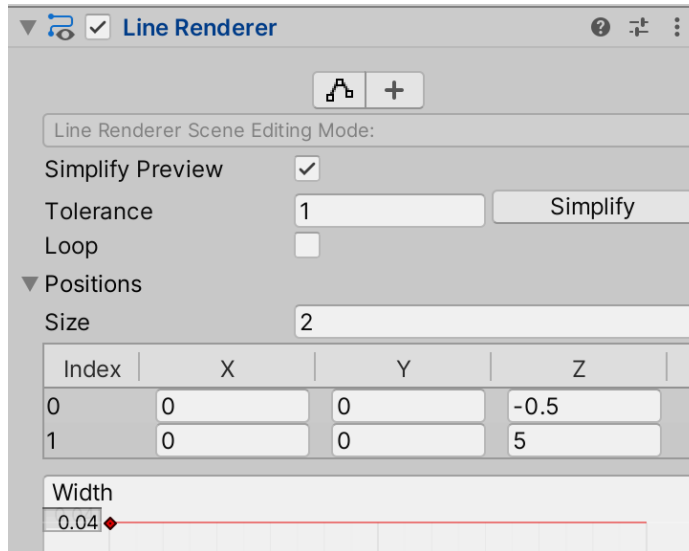 Line Renderer
Line Renderer Scene Editing Mode:
Simplify Preview
Tolerance 1 Simplify
Loop
Positions
Size 2
Index X Y Z
0 0 0 -0.5
1 0 0 5
Width
0.04